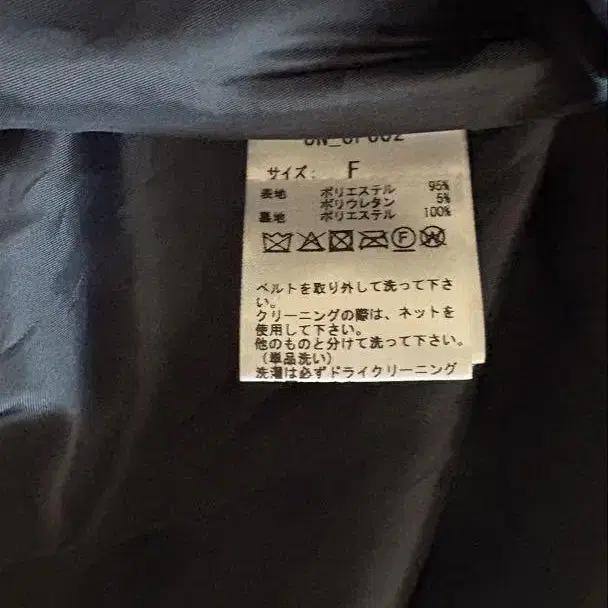 サイズ: F
表地 ポリエステル 95%
ポリウレタン 5%
裏地 ポリエステル 100%
ベルトを取り外して洗って下さ
い。
クリーニングの際は、ネットを
使用して下さい。
他のものと分けて洗って下さい。
(単品洗い)
洗濯は必ずドライクリーニング